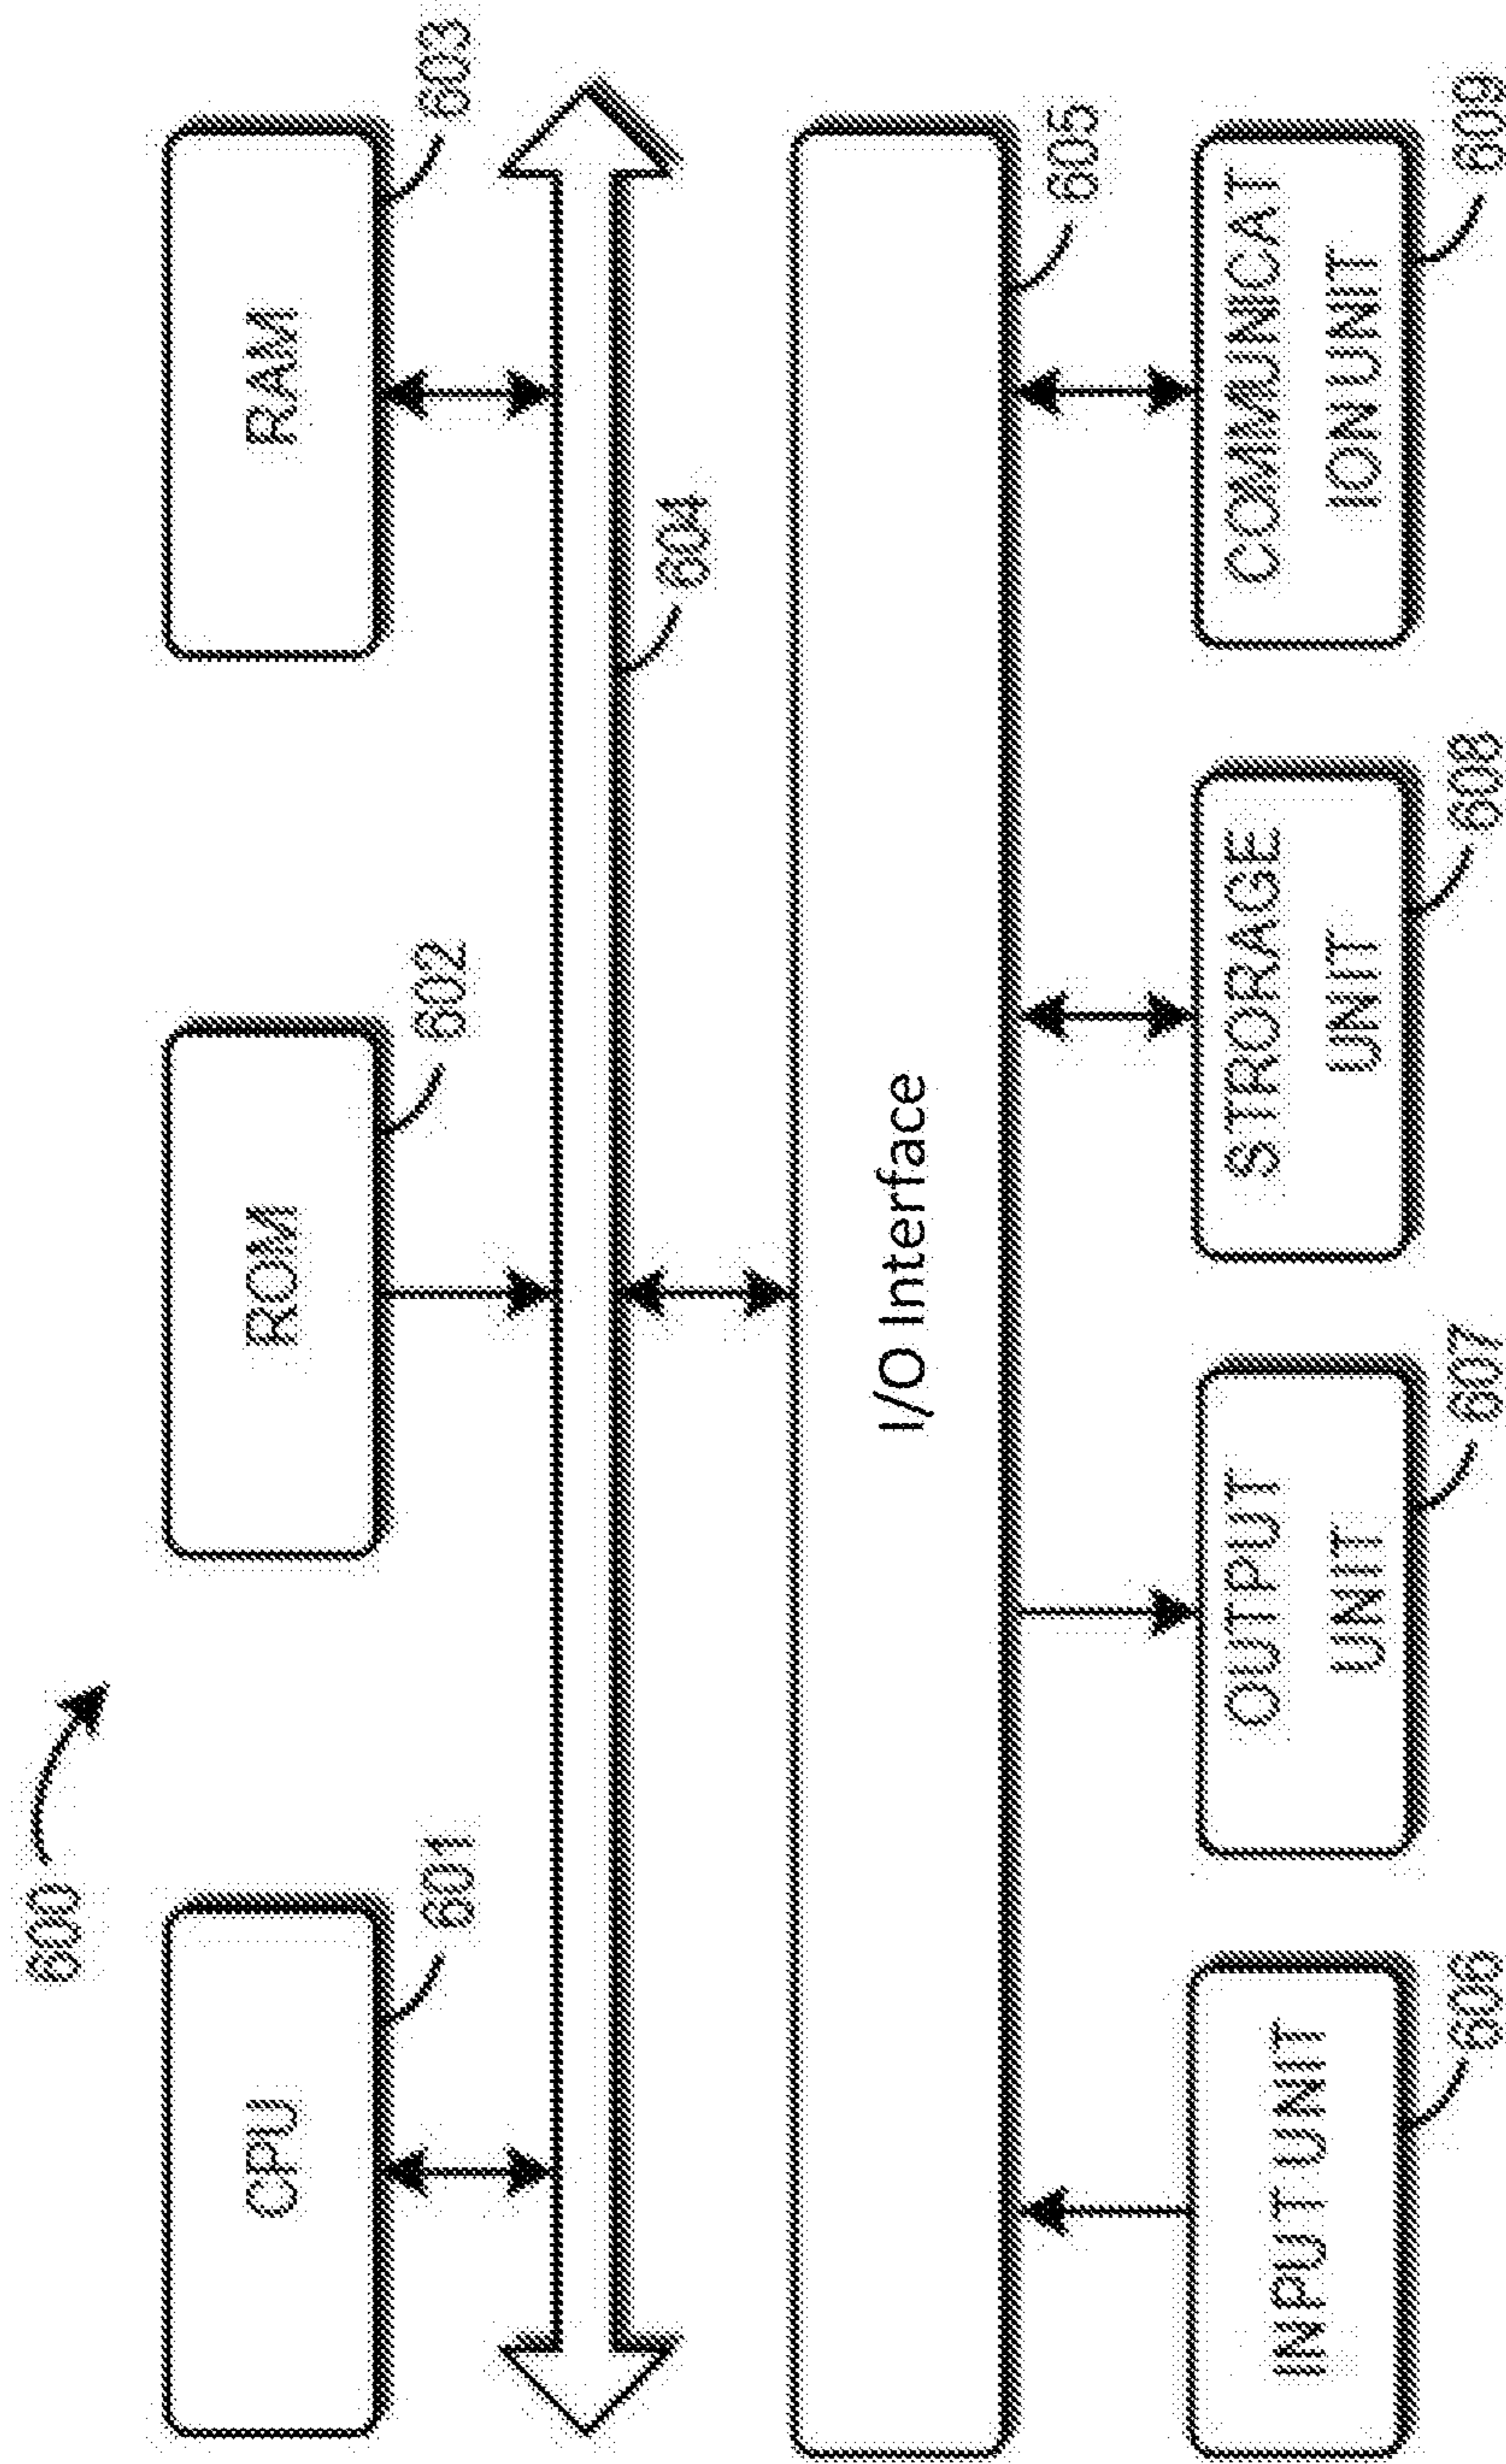 600
CPU
601
ROM
602
RAM
603
604
I/O Interface
605
INPUT UNIT
606
OUTPUT
UNIT
607
STRORAGE
UNIT
608
COMMUNICAT
ION UNIT
609